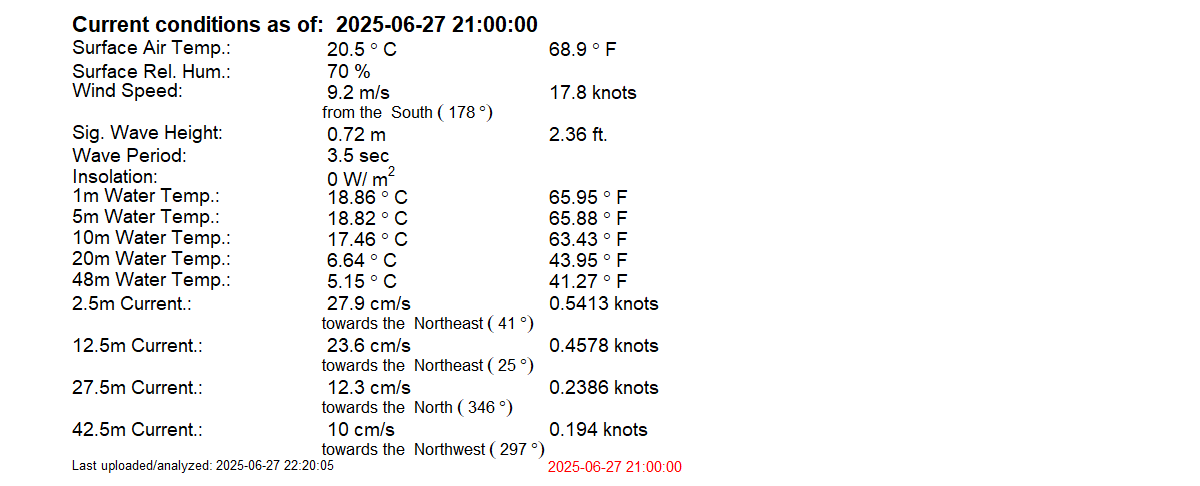 Current conditions as of: 2025-06-27 21:00:00
Surface Air Temp.: 20.5 ° C 68.9 ° F
Surface Rel. Hum.: 70 %
Wind Speed: 9.2 m/s 17.8 knots
from the South ( 178 °)
Sig. Wave Height: 0.72 m 2.36 ft.
Wave Period: 3.5 sec
Insolation: 0 W/ m²
1m Water Temp.: 18.86 ° C 65.95 ° F
5m Water Temp.: 18.82 ° C 65.88 ° F
10m Water Temp.: 17.46 ° C 63.43 ° F
20m Water Temp.: 6.64 ° C 43.95 ° F
48m Water Temp.: 5.15 ° C 41.27 ° F
2.5m Current.: 27.9 cm/s 0.5413 knots
towards the Northeast ( 41 °)
12.5m Current.: 23.6 cm/s 0.4578 knots
towards the Northeast ( 25 °)
27.5m Current.: 12.3 cm/s 0.2386 knots
towards the North ( 346 °)
42.5m Current.: 10 cm/s 0.194 knots
towards the Northwest ( 297 °)
Last uploaded/analyzed: 2025-06-27 22:20:05 2025-06-27 21:00:00